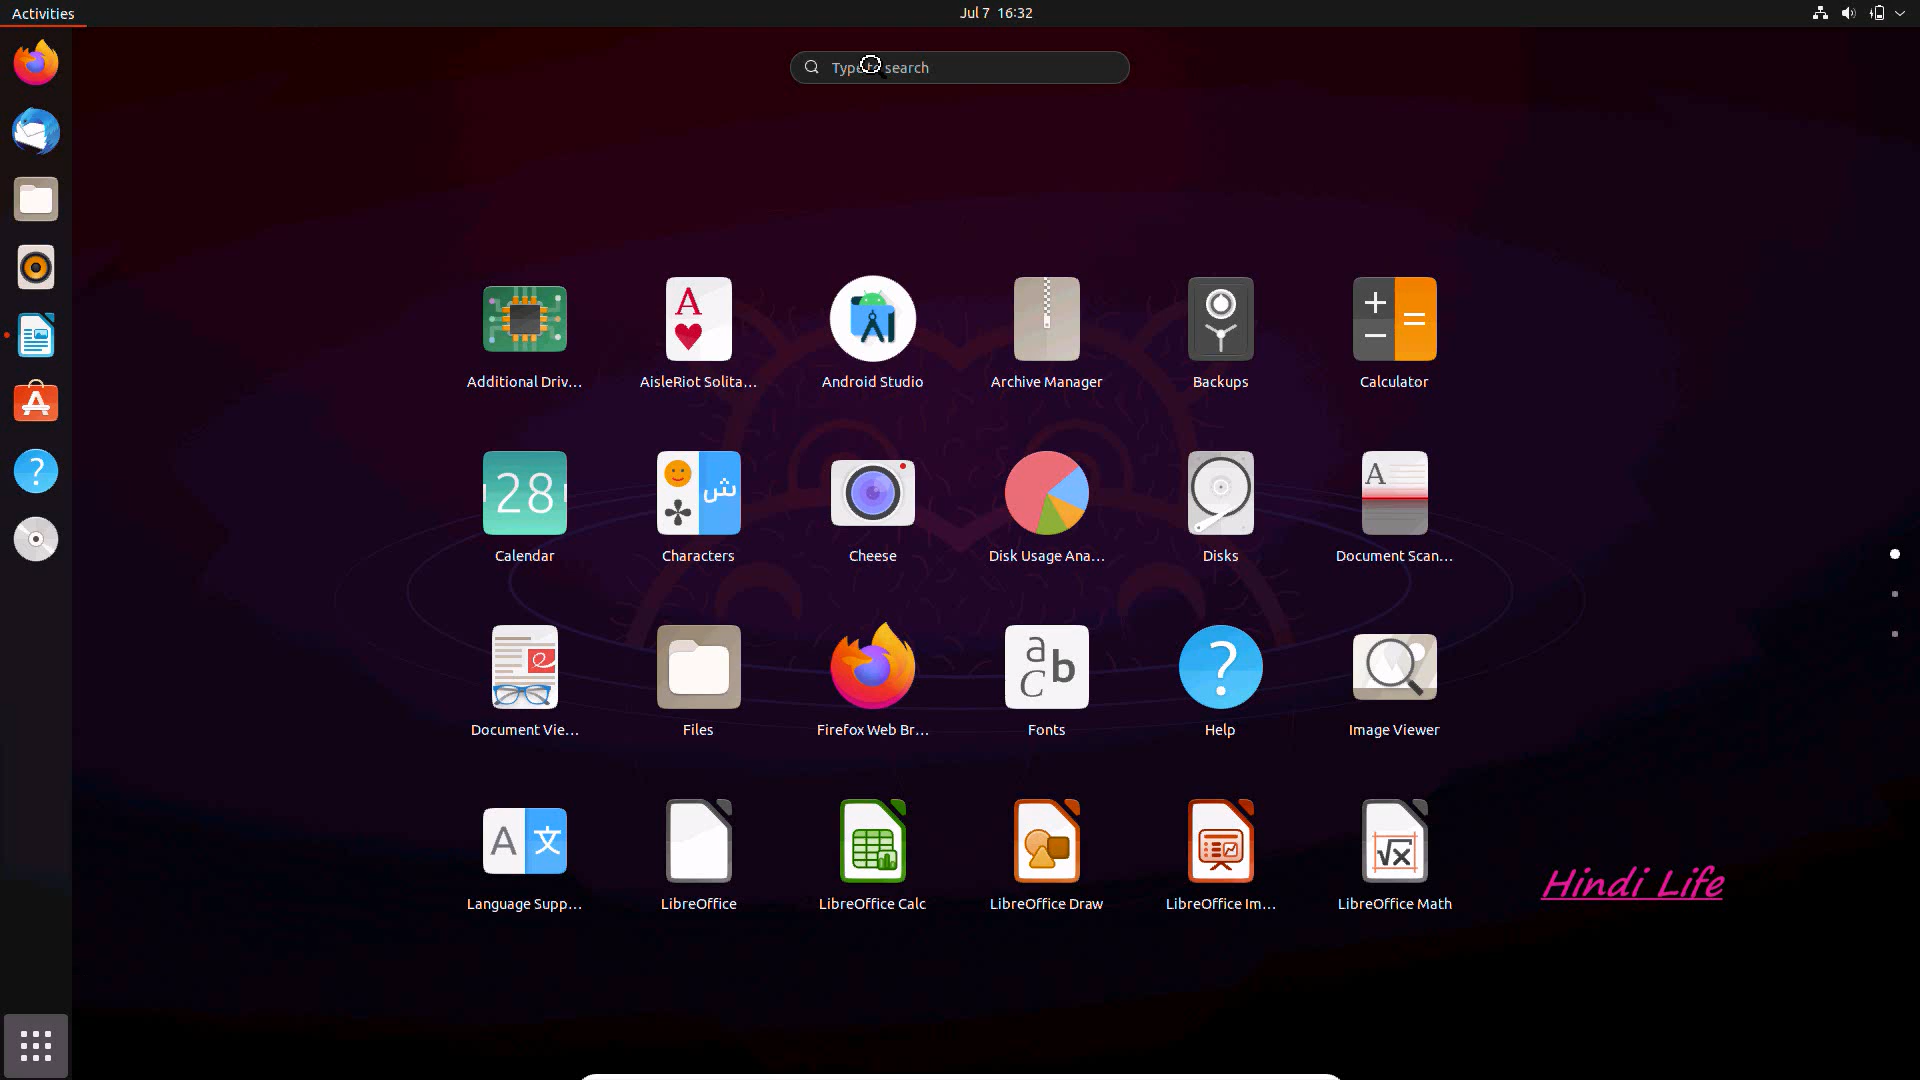 Activities
Jul 7 16:32
Type to search
Additional Driv...
AisleRiot Solita...
Android Studio
Archive Manager
Backups
Calculator
28
ش
A
Calendar
Characters
Cheese
Disk Usage Ana...
Disks
Document Scan...
a b c
Document Vie...
Files
Firefox Web Br...
Fonts
Help
Image Viewer
A 文
√x
Language Supp...
LibreOffice
LibreOffice Calc
LibreOffice Draw
LibreOffice Im...
LibreOffice Math
Hindi Life